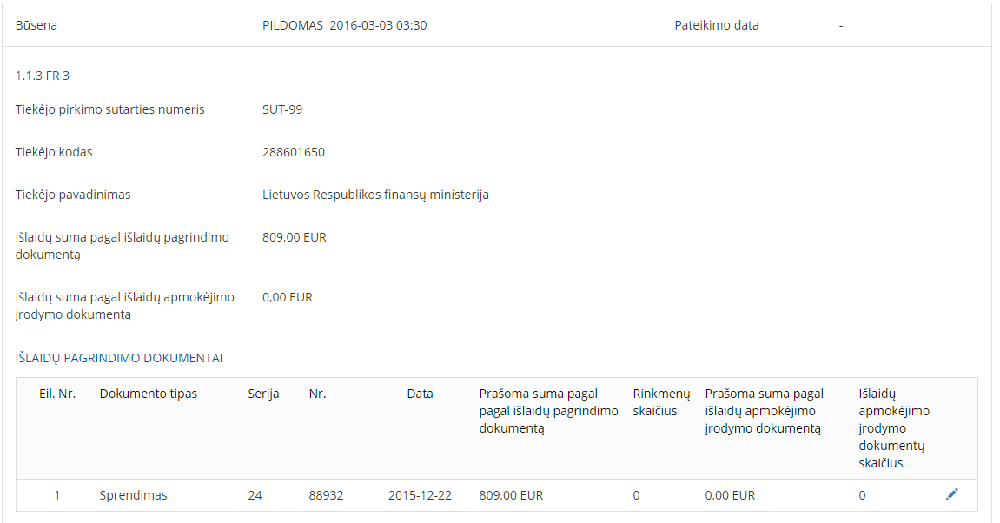 Būsena PILDOMAS 2016-03-03 03:30 Pateikimo data -
1.1.3 FR 3
Tiekėjo pirkimo sutarties numeris SUT-99
Tiekėjo kodas 288601650
Tiekėjo pavadinimas Lietuvos Respublikos finansų ministerija
Išlaidų suma pagal išlaidų pagrindimo 809,00 EUR
dokumentą
Išlaidų suma pagal išlaidų apmokėjimo 0,00 EUR
įrodymo dokumentą
IŠLAIDŲ PAGRINDIMO DOKUMENTAI
Eil. Nr. Dokumento tipas Serija Nr. Data Prašoma suma pagal Rinkmenų Prašoma suma pagal Išlaidų
pagal išlaidų pagrindimo skaičius išlaidų apmokėjimo apmokėjimo
dokumentą įrodymo dokumentą įrodymo
dokumentų
skaičius
1 Sprendimas 24 88932 2015-12-22 809,00 EUR 0 0,00 EUR 0